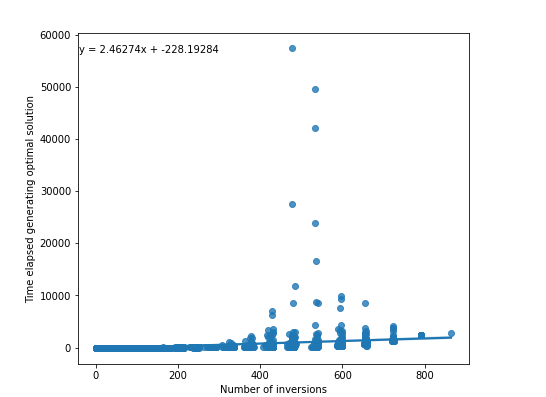 60000
y = 2.46274x + -228.19284
50000
40000
30000
20000
10000
0
Time elapsed generating optimal solution
0 200 400 600 800
Number of inversions